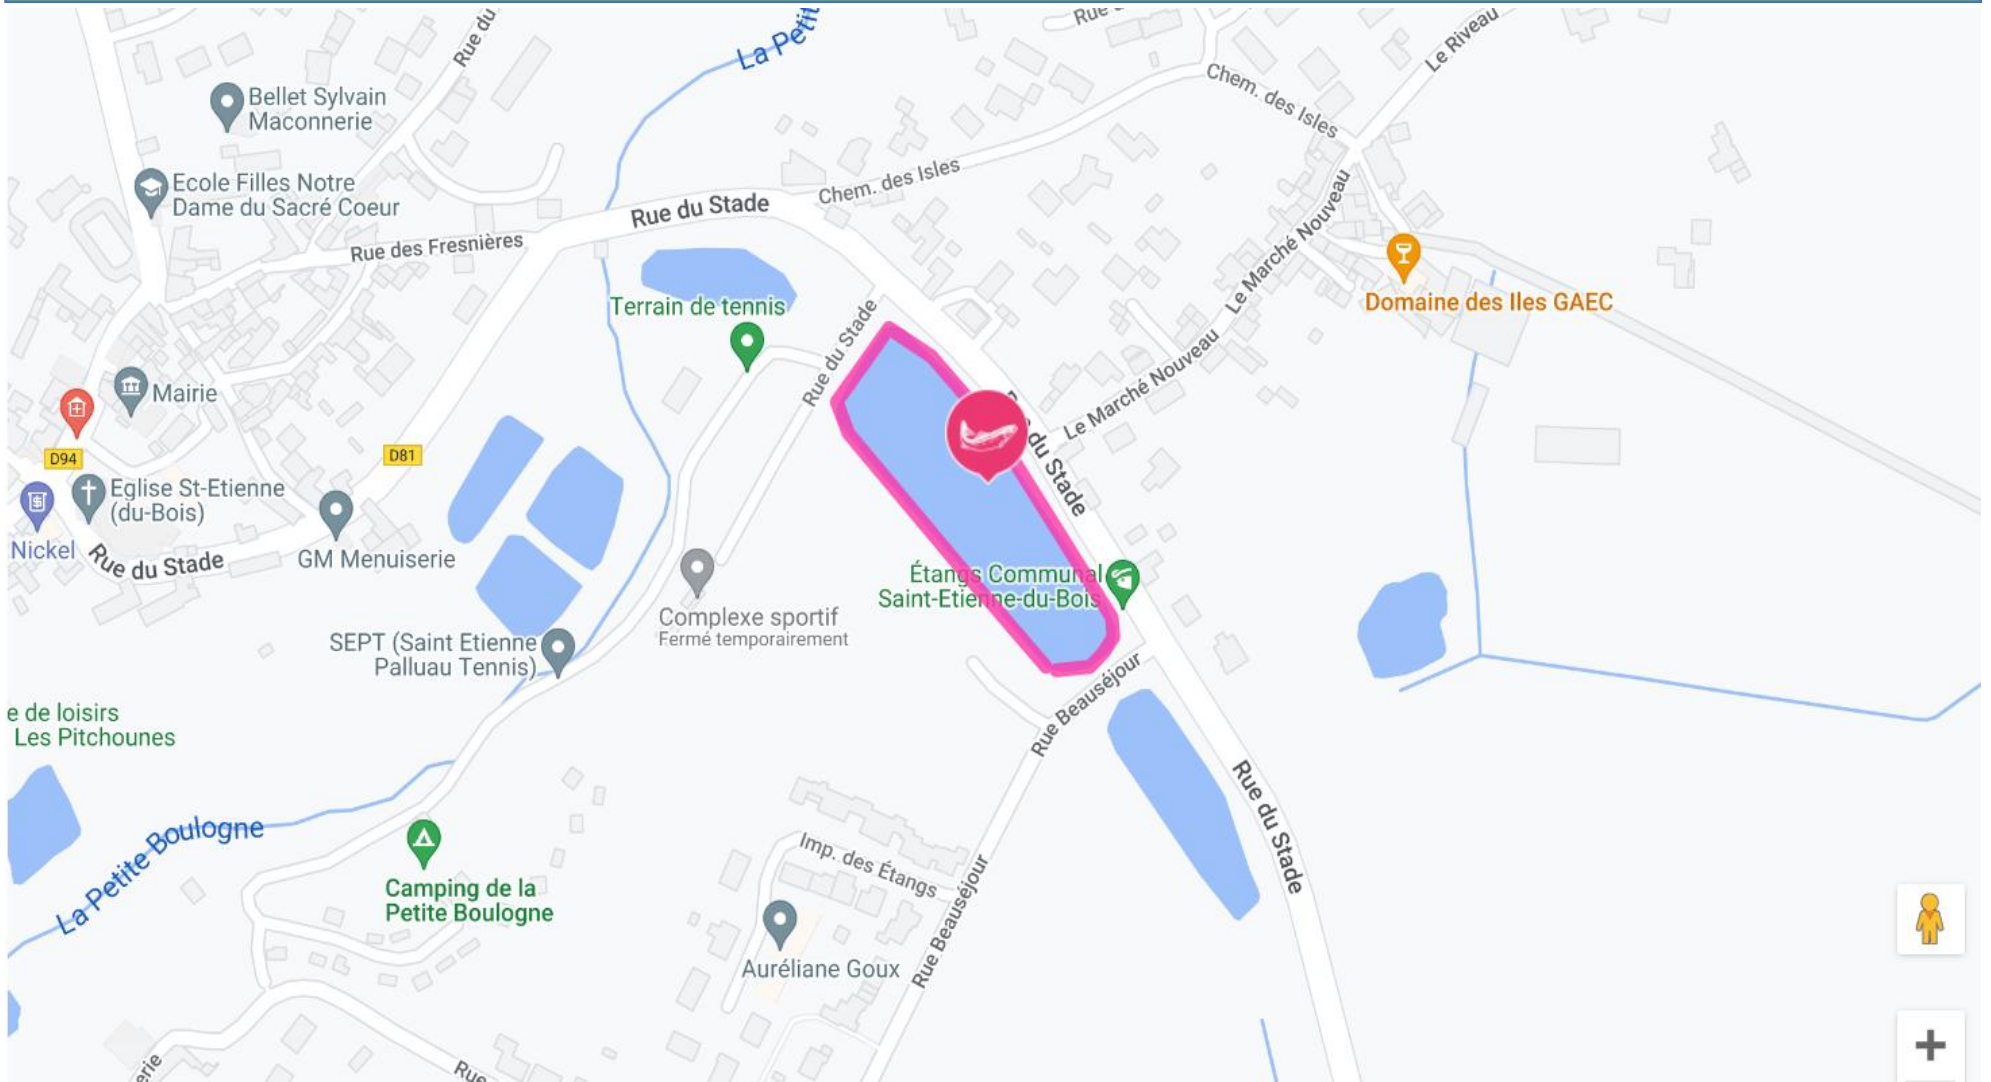 Rue du
La Petit
Rue
Le Riveau
Chem. des Isles
Bellet Sylvain
Maconnerie
Ecole Filles Notre
Dame du Sacré Coeur
Chem. des Isles
Rue du Stade
Rue des Fresnières
Le Marché Nouveau
Domaine des Iles GAEC
Terrain de tennis
Rue du Stade
Le Marché Nouveau
Mairie
D94
D81
du Stade
Eglise St-Etienne
(du-Bois)
Nickel
Rue du Stade
GM Menuiserie
Étangs Communal
Saint-Etienne-du-Bois
Complexe sportif
Fermé temporairement
SEPT (Saint Etienne
Palluau Tennis)
Rue Beauséjour
e de loisirs
Les Pitchounes
Rue du Stade
La Petite Boulogne
Imp. des Étangs
Camping de la
Petite Boulogne
Rue Beauséjour
Auréliane Goux
erie
Rue